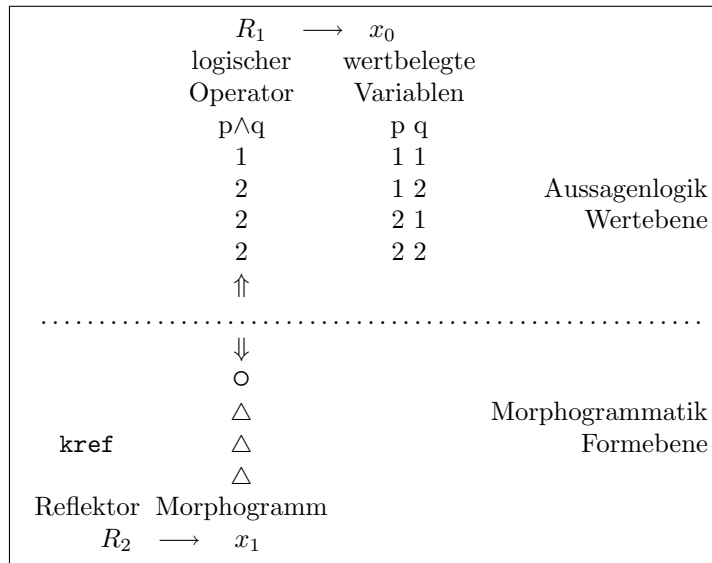 R₁ ⟶ x₀
logischer wertbelegte
Operator Variablen
p∧q p q
1 1 1
2 1 2 Aussagenlogik
2 2 1 Wertebene
2 2 2
⇑
⇓
○
△ Morphogrammatik
kref △ Formebene
△
Reflektor Morphogramm
R₂ ⟶ x₁